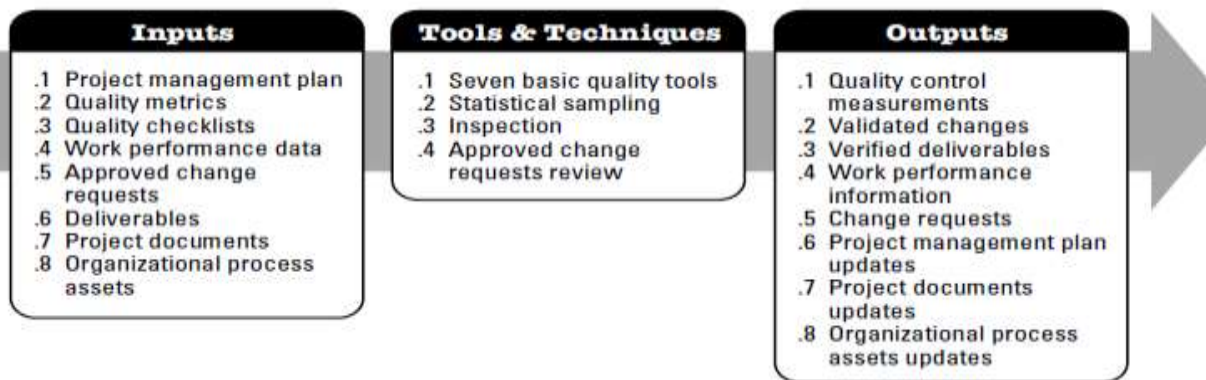 Inputs
.1 Project management plan
.2 Quality metrics
.3 Quality checklists
.4 Work performance data
.5 Approved change
requests
.6 Deliverables
.7 Project documents
.8 Organizational process
assets
Tools & Techniques
.1 Seven basic quality tools
.2 Statistical sampling
.3 Inspection
.4 Approved change
requests review
Outputs
.1 Quality control
measurements
.2 Validated changes
.3 Verified deliverables
.4 Work performance
information
.5 Change requests
.6 Project management plan
updates
.7 Project documents
updates
.8 Organizational process
assets updates